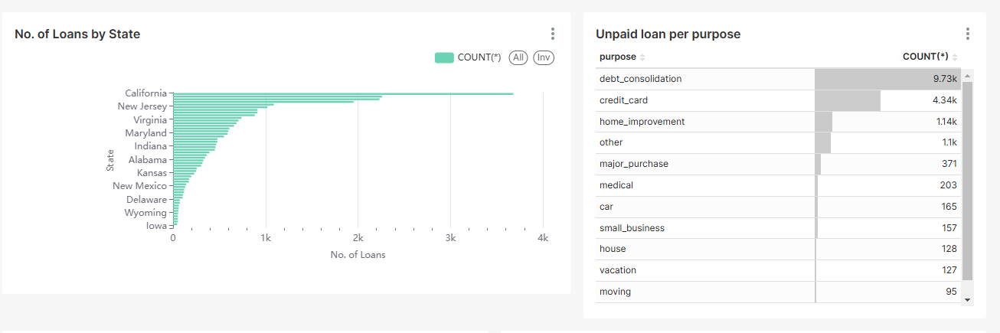 No. of Loans by State
COUNT(*) All Inv
California
New Jersey
Virginia
Maryland
Indiana
Alabama
Kansas
New Mexico
Delaware
Wyoming
Iowa
State
0 1k 2k 3k 4k
No. of Loans
Unpaid loan per purpose
purpose COUNT(*)
debt_consolidation 9.73k
credit_card 4.34k
home_improvement 1.14k
other 1.1k
major_purchase 371
medical 203
car 165
small_business 157
house 128
vacation 127
moving 95